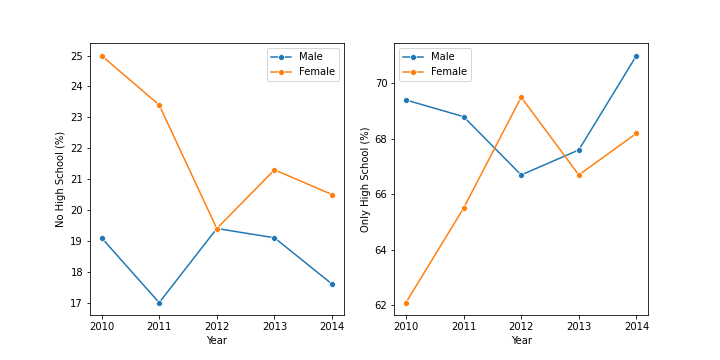 No High School (%)
25
24
23
22
21
20
19
18
17
2010 2011 2012 2013 2014
Year
Male
Female
Only High School (%)
70
68
66
64
62
2010 2011 2012 2013 2014
Year
Male
Female